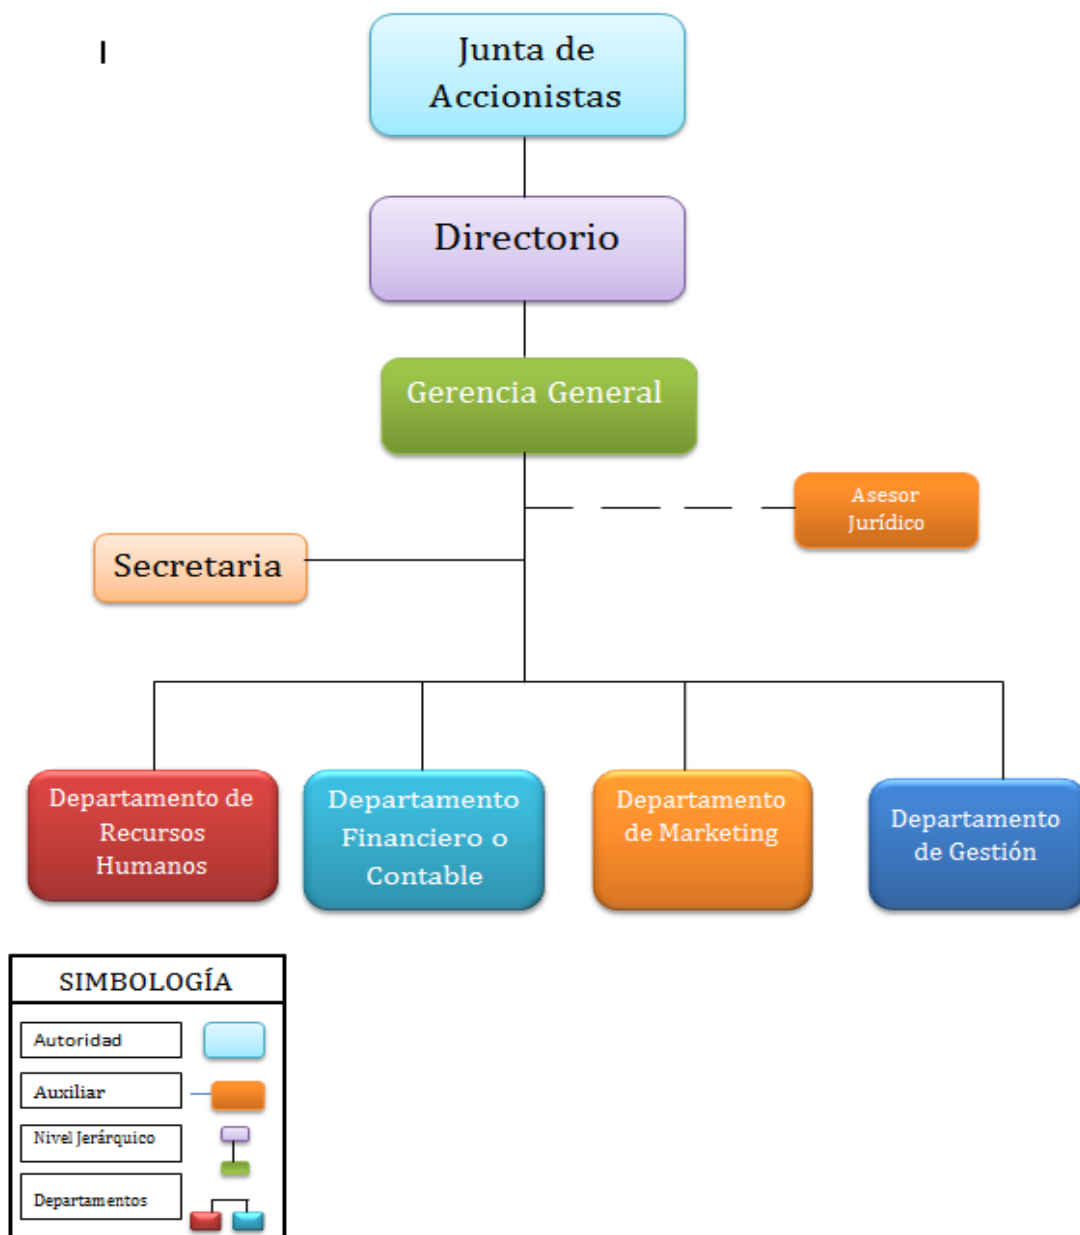 I
Junta de
Accionistas
Directorio
Gerencia General
Asesor
Jurídico
Secretaria
Departamento de
Recursos
Humanos
Departamento
Financiero o
Contable
Departamento
de Marketing
Departamento
de Gestión
SIMBOLOGÍA
Autoridad
Auxiliar
Nivel Jerárquico
Departamentos